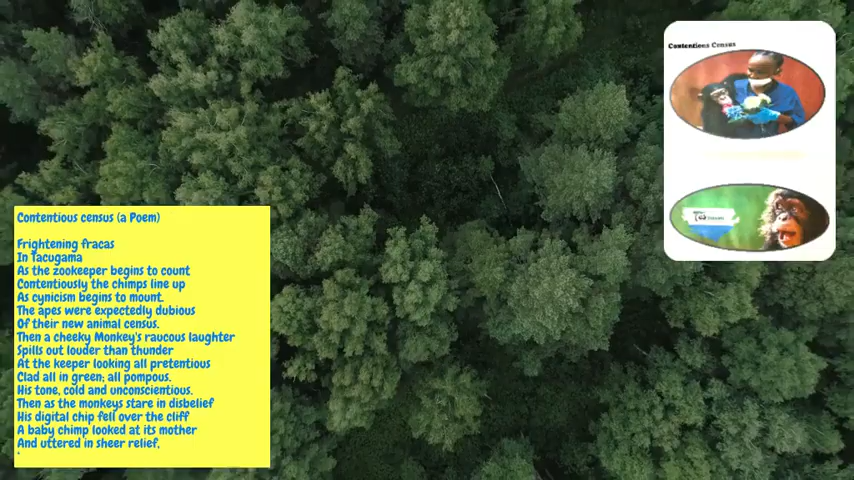 Contentious census (a Poem)
Frightening fracas
In Tacugama
As the zookeeper begins to count
Contentiously the chimps line up
As cynicism begins to mount.
The apes were expectedly dubious
Of their new animal census.
Then a cheeky Monkey's raucous laughter
Spills out louder than thunder
At the keeper looking all pretentious
Clad all in green; all pompous.
His tone, cold and unconscientious.
Then as the monkeys stare in disbelief
His digital chip fell over the cliff
A baby chimp looked at its mother
And uttered in sheer relief,
Contentious Census